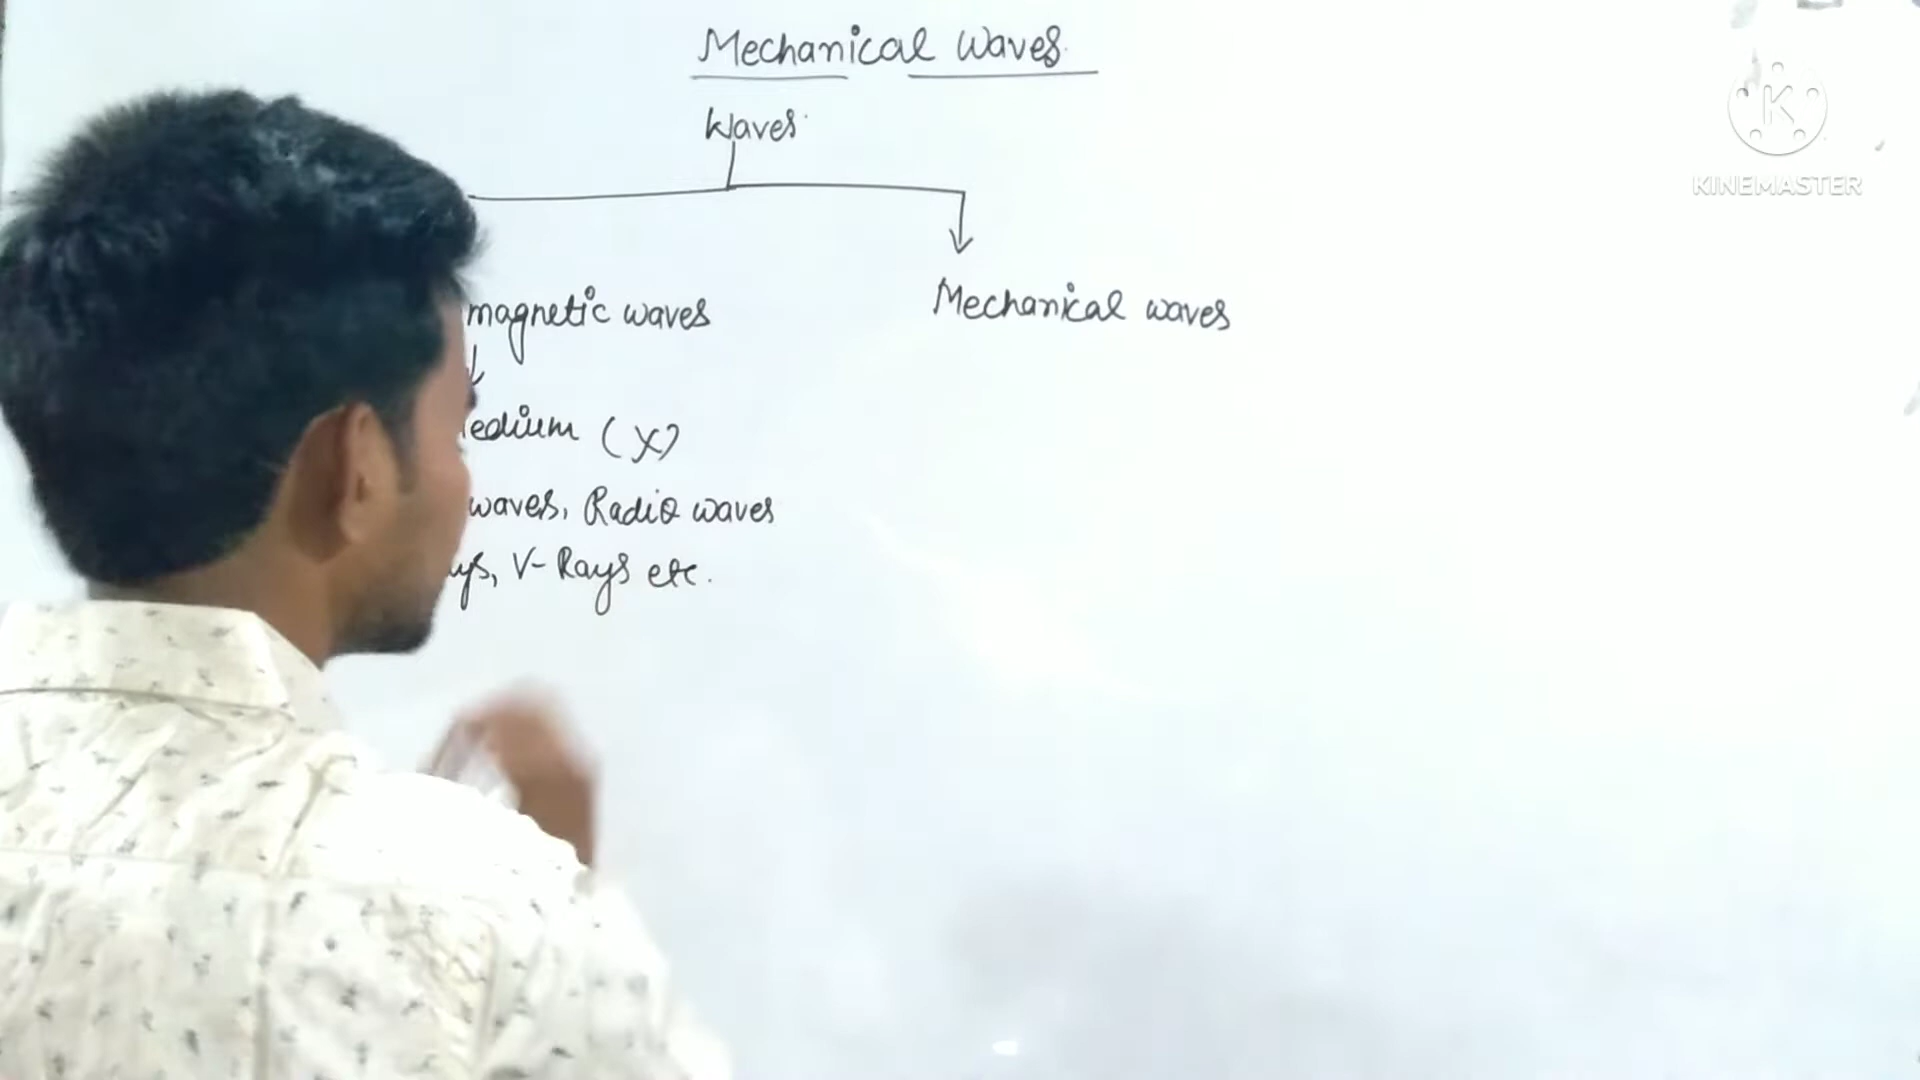 Mechanical waves
Waves
magnetic waves
Mechanical waves
edium (X)
waves, Radio waves
ys, V-Rays etc.
KINEMASTER